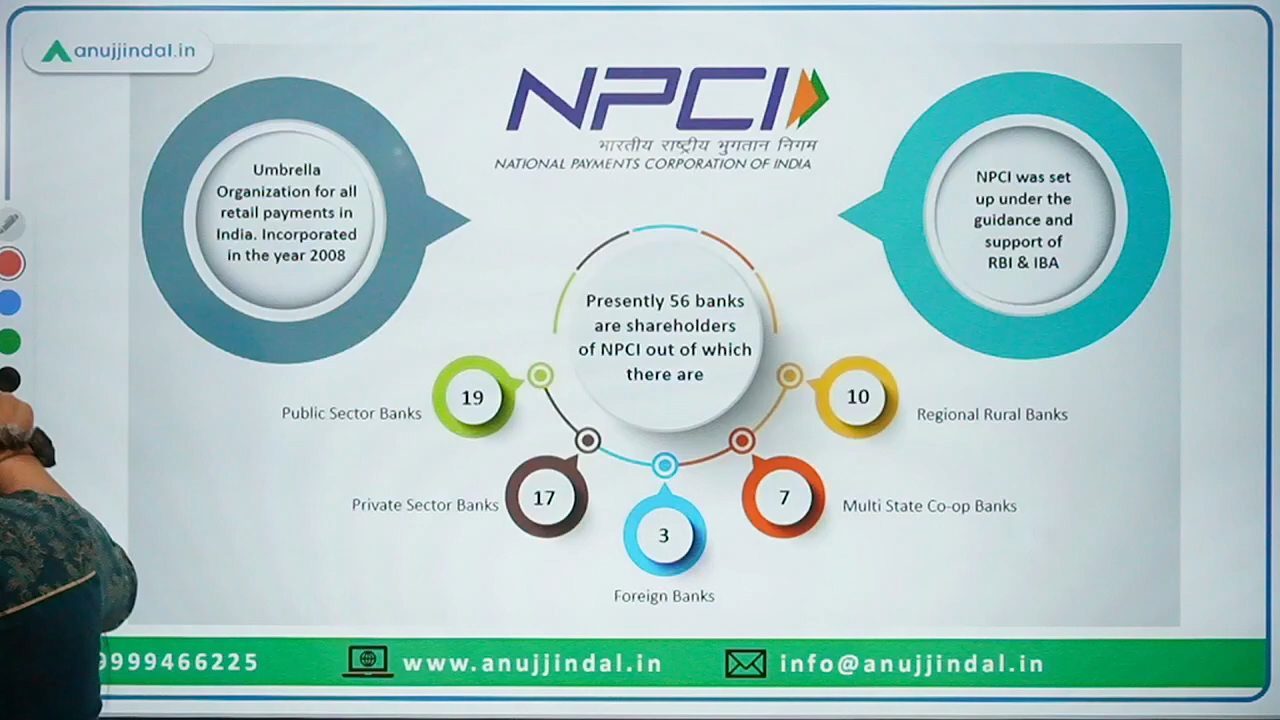 anujjindal.in
NPCI
भारतीय राष्ट्रीय भुगतान निगम
NATIONAL PAYMENTS CORPORATION OF INDIA
Umbrella
Organization for all
retail payments in
India. Incorporated
in the year 2008
NPCI was set
up under the
guidance and
support of
RBI & IBA
Presently 56 banks
are shareholders
of NPCI out of which
there are
19
Public Sector Banks
17
Private Sector Banks
3
Foreign Banks
7
Multi State Co-op Banks
10
Regional Rural Banks
9999466225
www.anujjindal.in
info@anujjindal.in